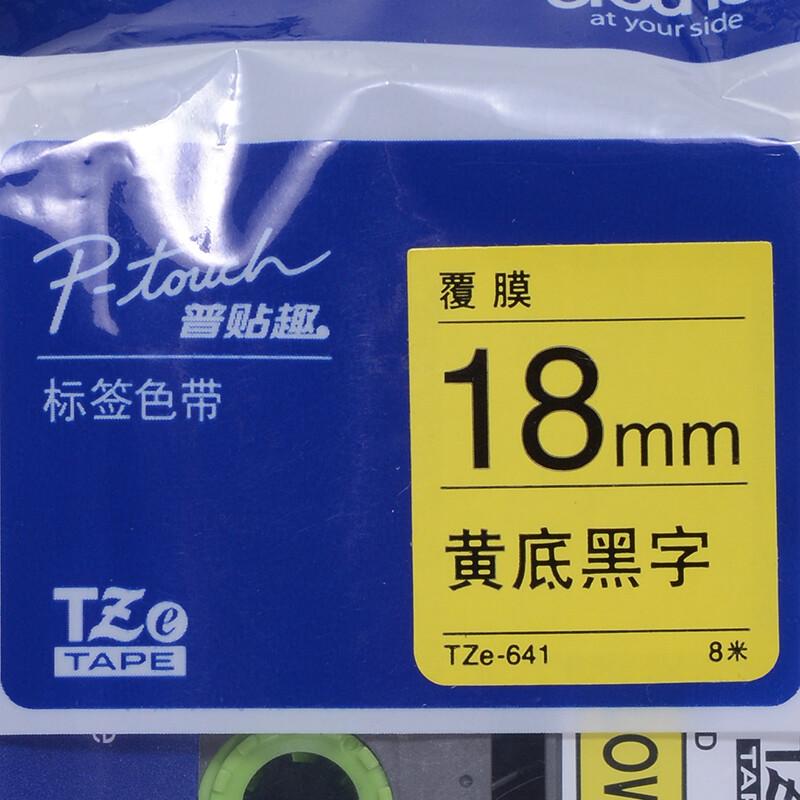 at your side
P-touch
普贴趣
标签色带
覆膜
18mm
黄底黑字
TZe-641 8米
TZe
TAPE